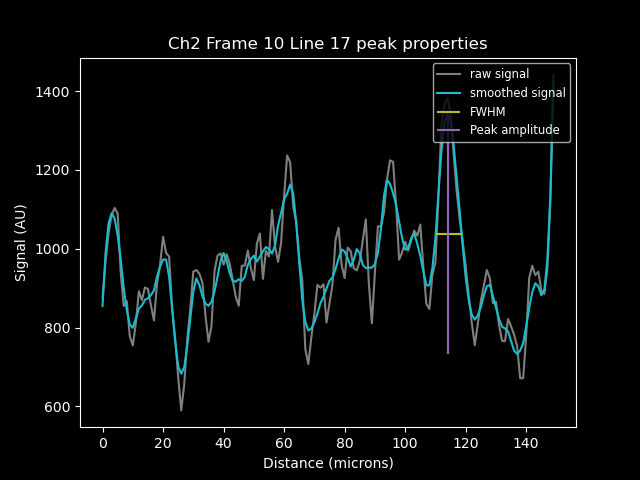 Ch2 Frame 10 Line 17 peak properties
raw signal
smoothed signal
FWHM
Peak amplitude
Signal (AU)
1400
1200
1000
800
600
0 20 40 60 80 100 120 140
Distance (microns)